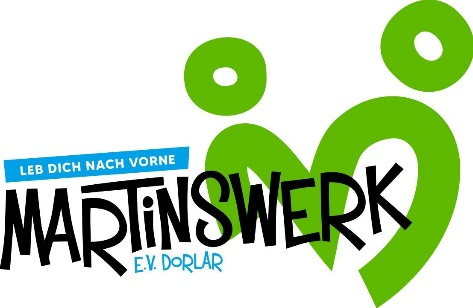 LEB DICH NACH VORNE
MARTiNSWERK
E.V. DORLAR